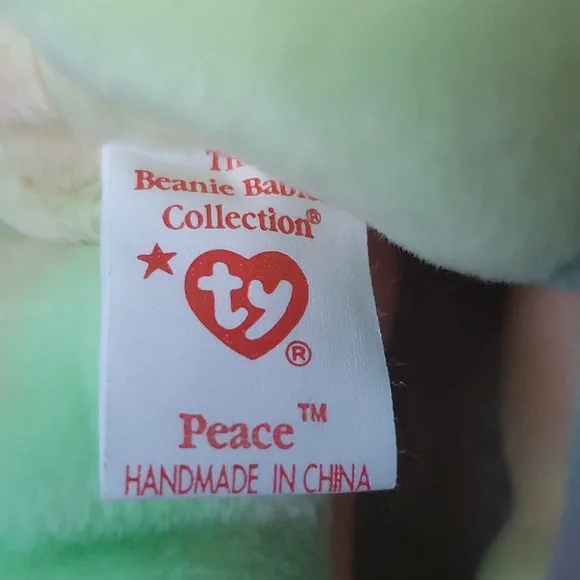 Beanie
Collection®
ty
®
Peace™
HANDMADE IN CHINA